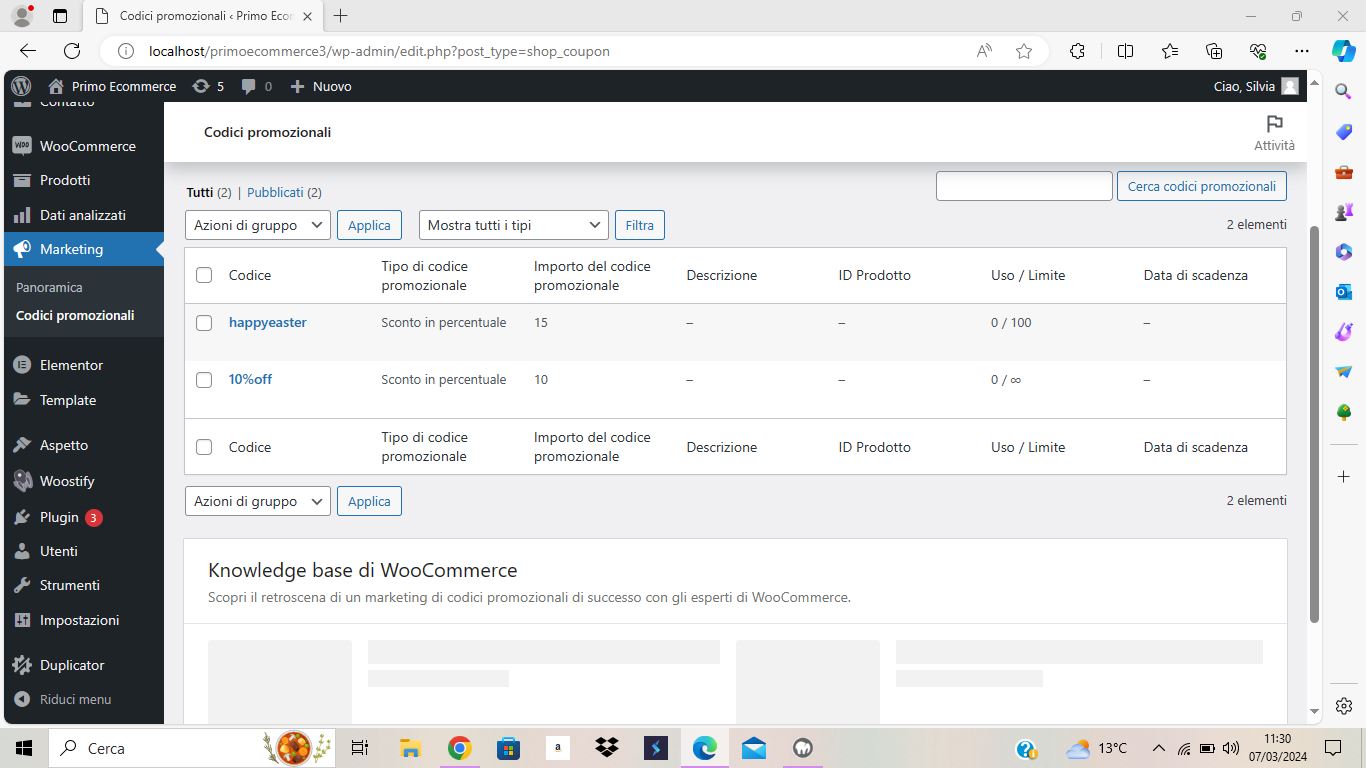 Codici promozionali ‹ Primo Ecor
localhost/primoecommerce3/wp-admin/edit.php?post_type=shop_coupon
Primo Ecommerce 5 0 Nuovo Ciao, Silvia
Contatto
WooCommerce
Prodotti
Dati analizzati
Marketing
Panoramica
Codici promozionali
Elementor
Template
Aspetto
Woostify
Plugin 3
Utenti
Strumenti
Impostazioni
Duplicator
Riduci menu
Codici promozionali
Attività
Tutti (2) | Pubblicati (2)
Cerca codici promozionali
Azioni di gruppo Applica Mostra tutti i tipi Filtra 2 elementi
Codice Tipo di codice promozionale Importo del codice promozionale Descrizione ID Prodotto Uso / Limite Data di scadenza
happyeaster Sconto in percentuale 15 – – 0 / 100 –
10%off Sconto in percentuale 10 – – 0 / ∞ –
Codice Tipo di codice promozionale Importo del codice promozionale Descrizione ID Prodotto Uso / Limite Data di scadenza
Azioni di gruppo Applica 2 elementi
Knowledge base di WooCommerce
Scopri il retroscena di un marketing di codici promozionali di successo con gli esperti di WooCommerce.
Cerca
13°C
11:30
07/03/2024